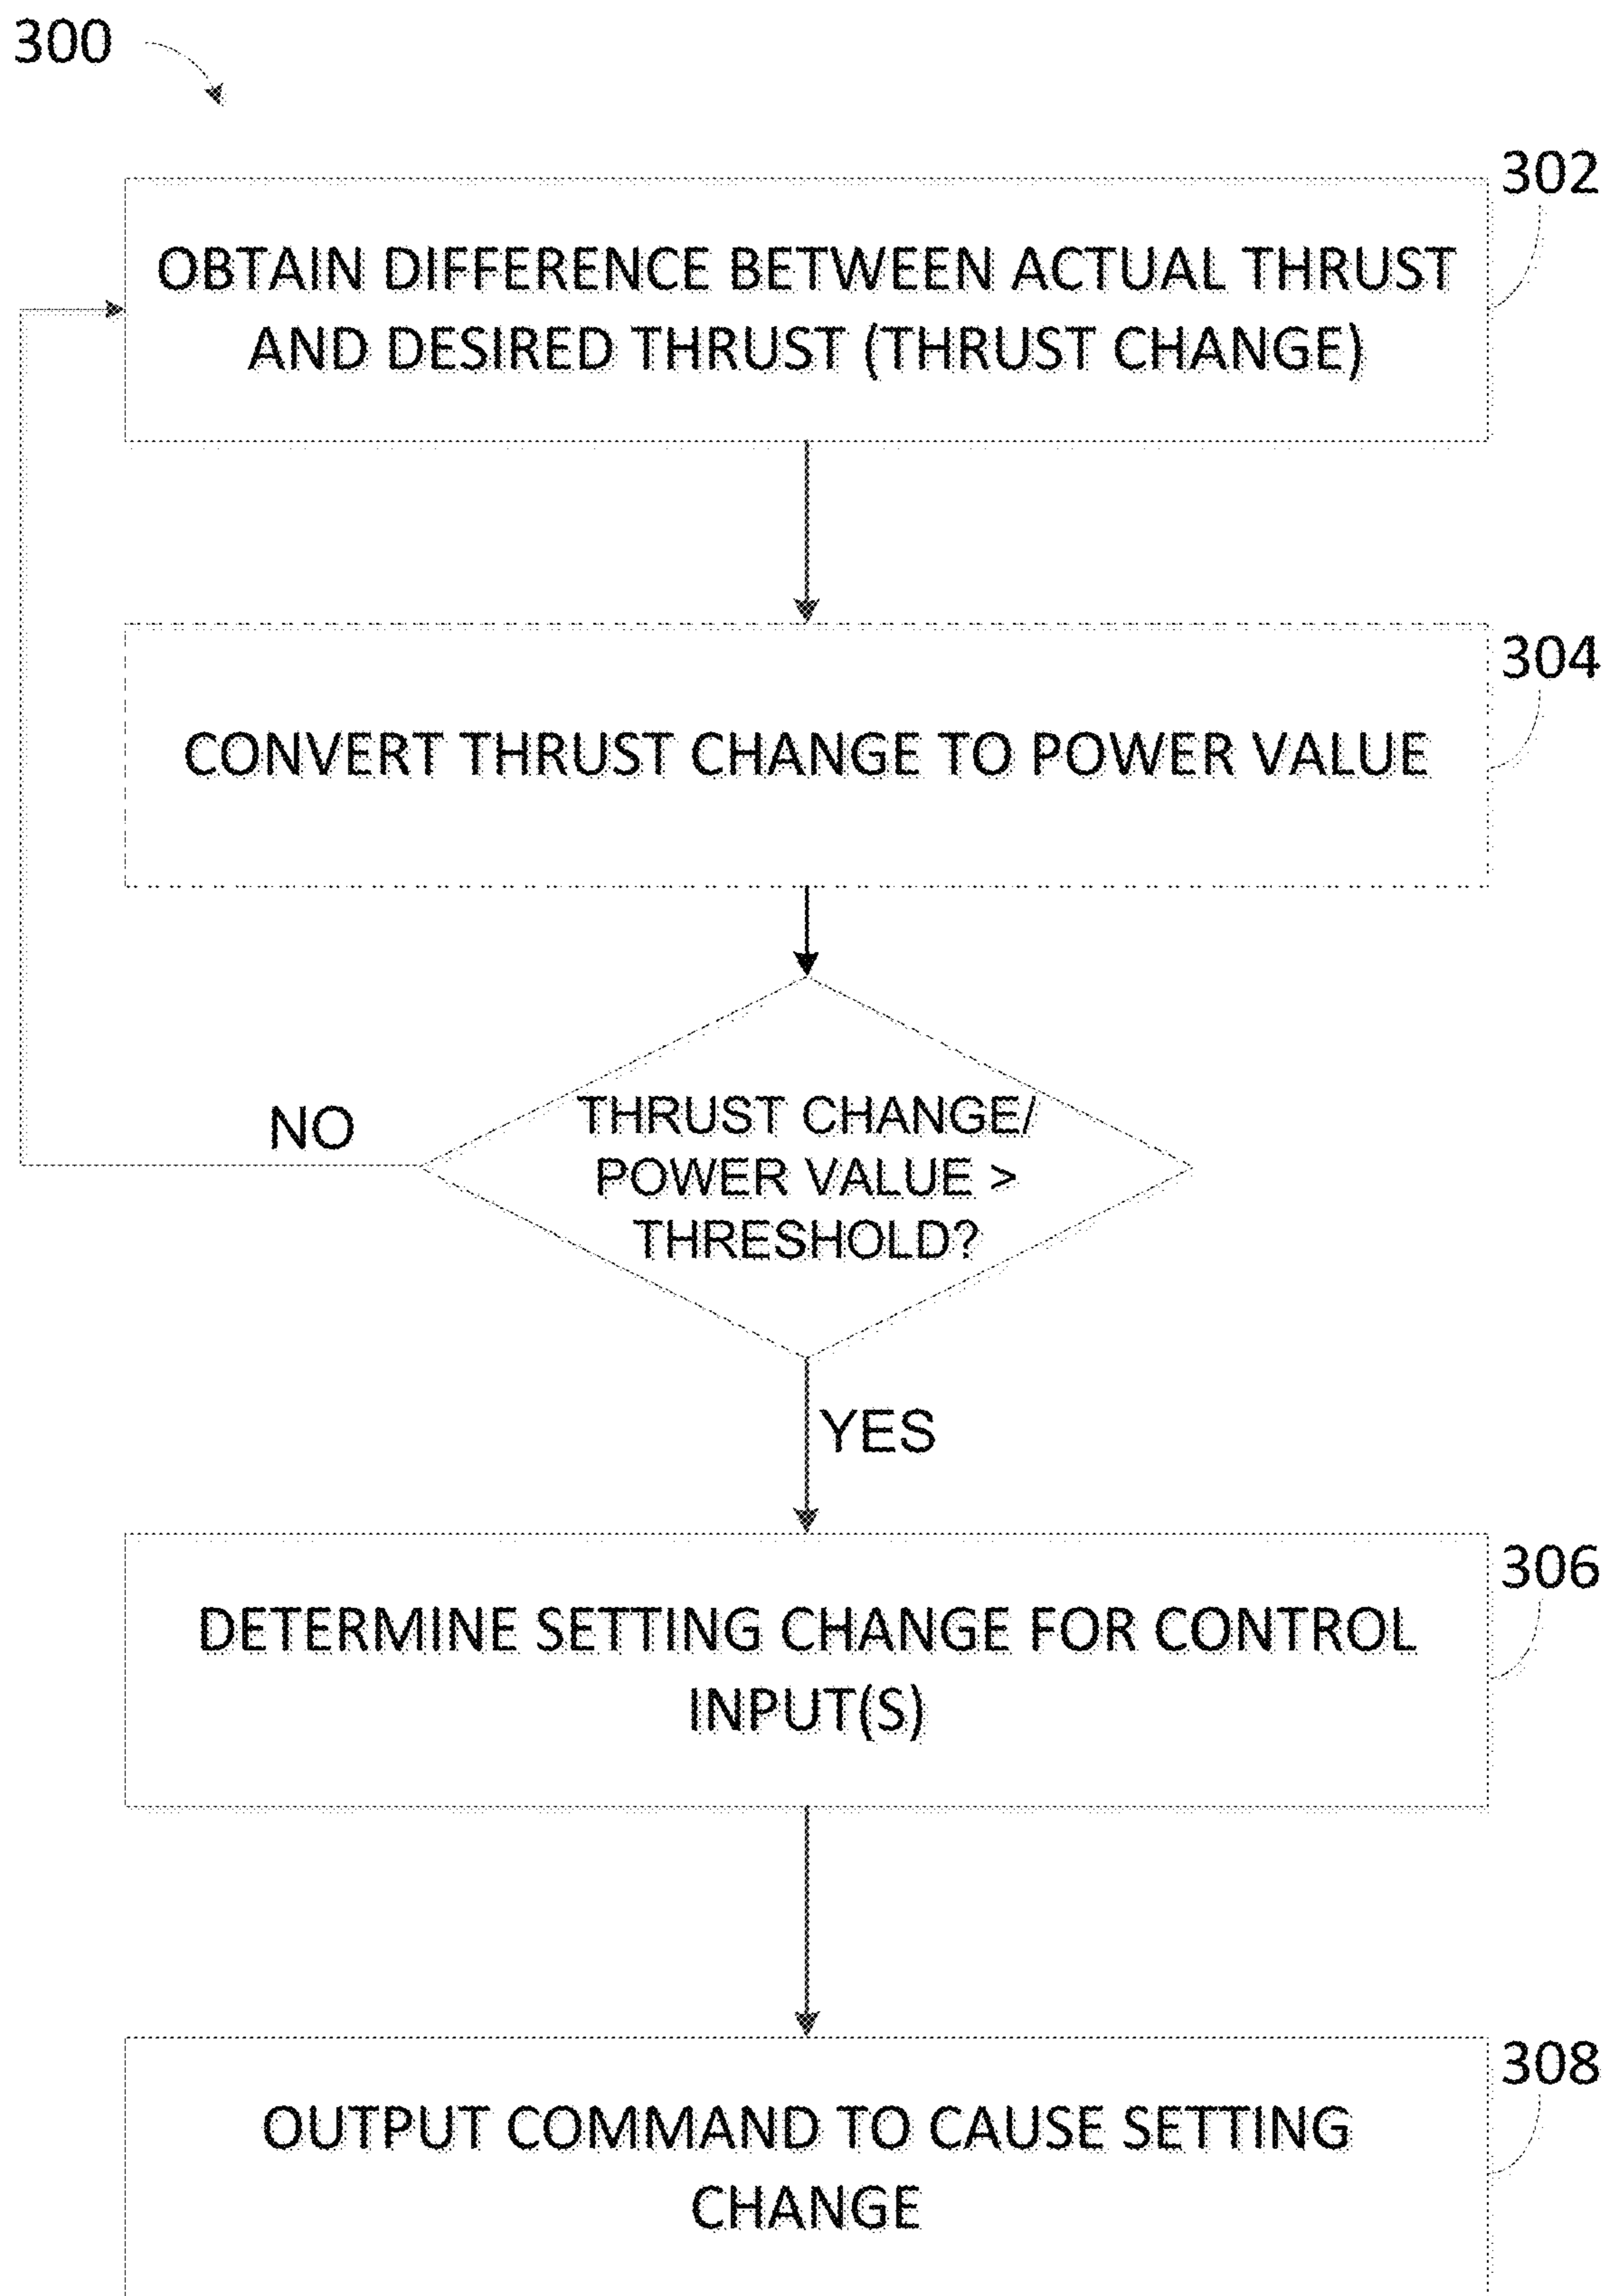 300
302
OBTAIN DIFFERENCE BETWEEN ACTUAL THRUST
AND DESIRED THRUST (THRUST CHANGE)
304
CONVERT THRUST CHANGE TO POWER VALUE
NO
THRUST CHANGE/
POWER VALUE >
THRESHOLD?
YES
306
DETERMINE SETTING CHANGE FOR CONTROL
INPUT(S)
308
OUTPUT COMMAND TO CAUSE SETTING
CHANGE